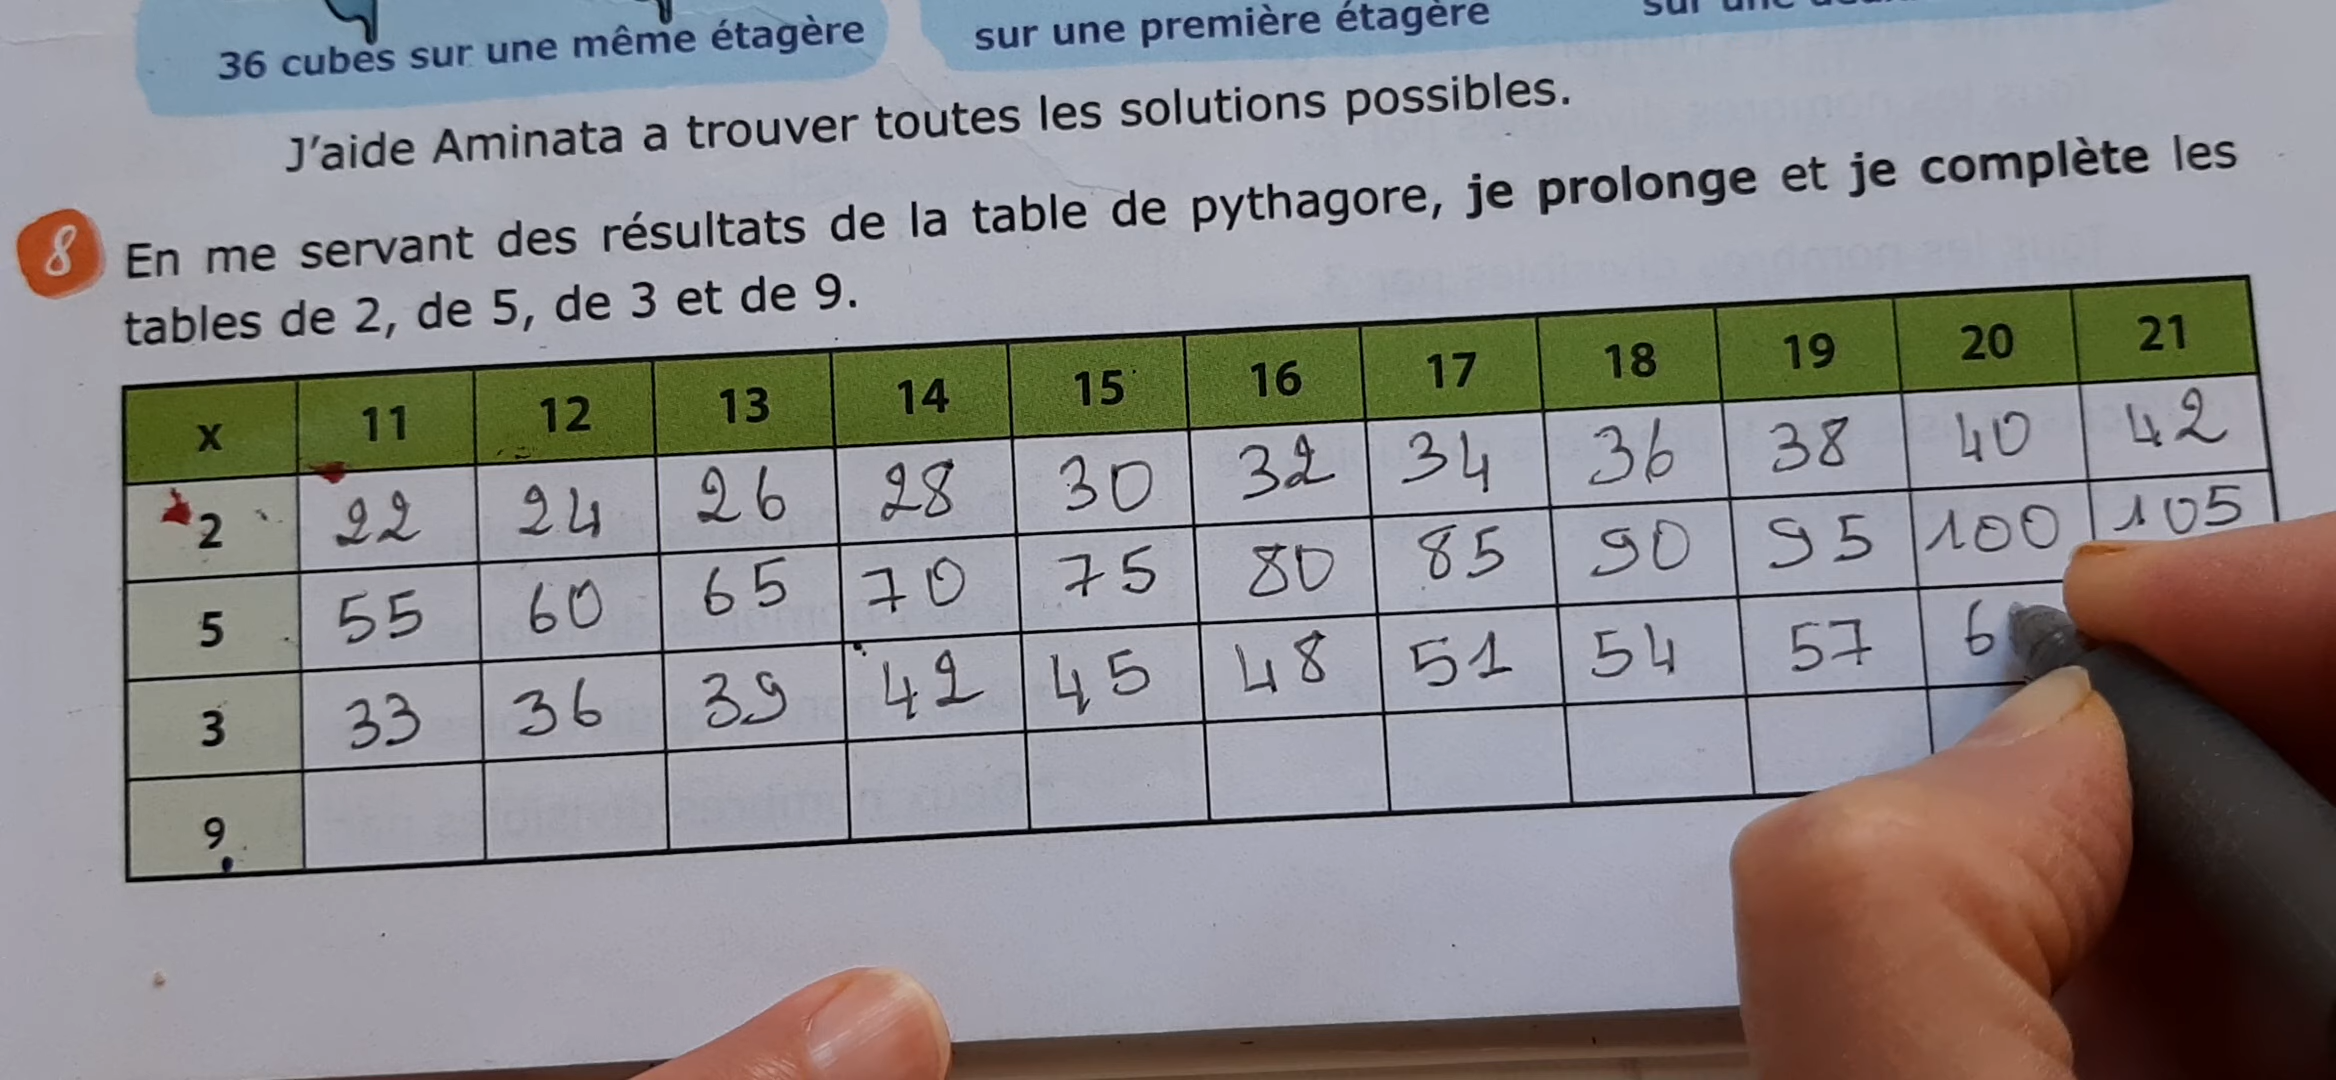 36 cubes sur une même étagère
sur une première étagère
sur une
J'aide Aminata a trouver toutes les solutions possibles.
8 En me servant des résultats de la table de pythagore, je prolonge et je complète les
tables de 2, de 5, de 3 et de 9.
x 11 12 13 14 15 16 17 18 19 20 21
2 22 24 26 28 30 32 34 36 38 40 42
5 55 60 65 70 75 80 85 90 95 100 105
3 33 36 39 42 45 48 51 54 57 6
9